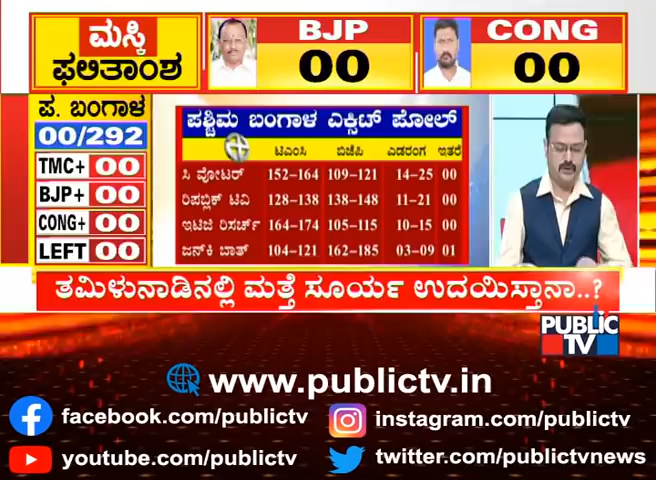 ಮಸ್ಕಿ
ಫಲಿತಾಂಶ
BJP
00
CONG
00
ಪ. ಬಂಗಾಳ
00/292
TMC+ 00
BJP+ 00
CONG+ 00
LEFT 00
ಪಶ್ಚಿಮ ಬಂಗಾಳ ಎಕ್ಸಿಟ್ ಪೋಲ್
ಟಿಎಂಸಿ ಬಿಜೆಪಿ ಎಡರಂಗ ಇತರೆ
ಸಿ ವೋಟರ್ 152-164 109-121 14-25 00
ರಿಪಬ್ಲಿಕ್ ಟಿವಿ 128-138 138-148 11-21 00
ಇಟಿಜಿ ರಿಸರ್ಚ್ 164-174 105-115 10-15 00
ಜನ್‌ಕಿ ಬಾತ್ 104-121 162-185 03-09 01
ತಮಿಳುನಾಡಿನಲ್ಲಿ ಮತ್ತೆ ಸೂರ್ಯ ಉದಯಿಸ್ತಾನಾ..?
PUBLIC
TV
www.publictv.in
facebook.com/publictv
instagram.com/publictv
youtube.com/publictv
twitter.com/publictvnews